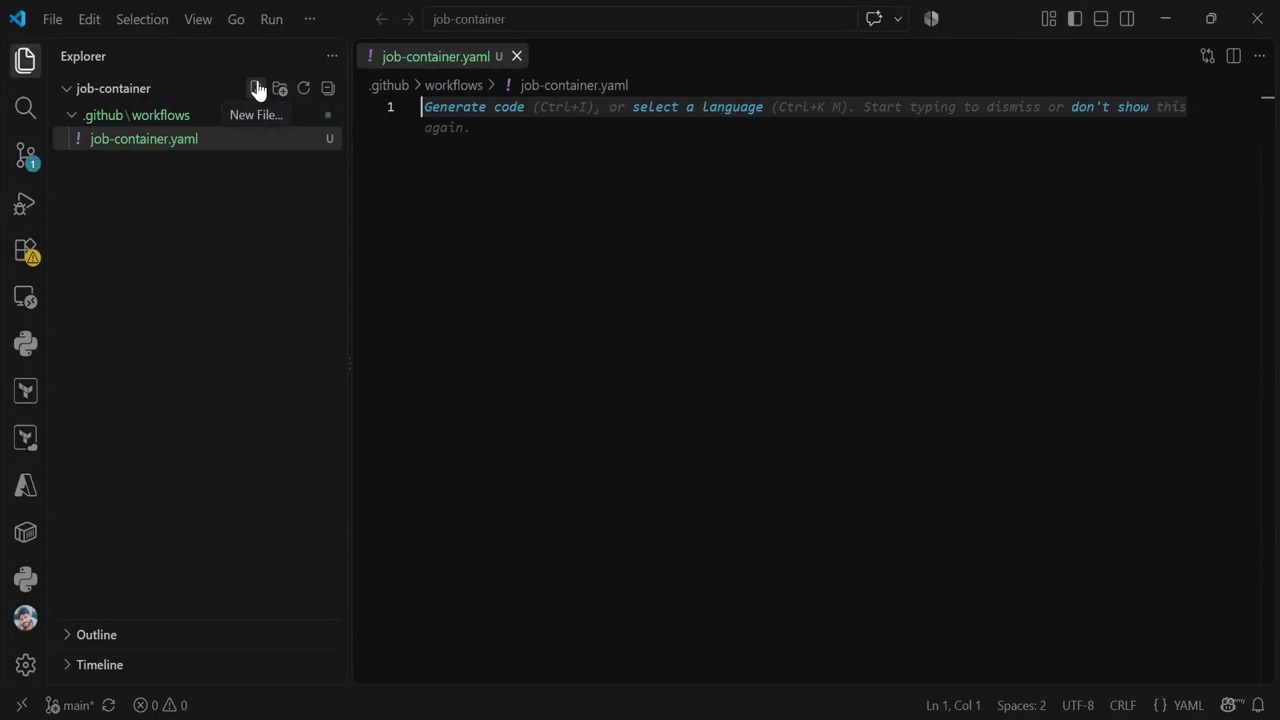 File Edit Selection View Go Run ···
job-container
Explorer
job-container
New File...
.github\workflows
job-container.yaml U
Outline
Timeline
job-container.yaml U
.github > workflows > ! job-container.yaml
1
Generate code (Ctrl+I), or select a language (Ctrl+K M). Start typing to dismiss or don't show this
again.
1
main* 0 0
Ln 1, Col 1 Spaces: 2 UTF-8 CRLF { } YAML